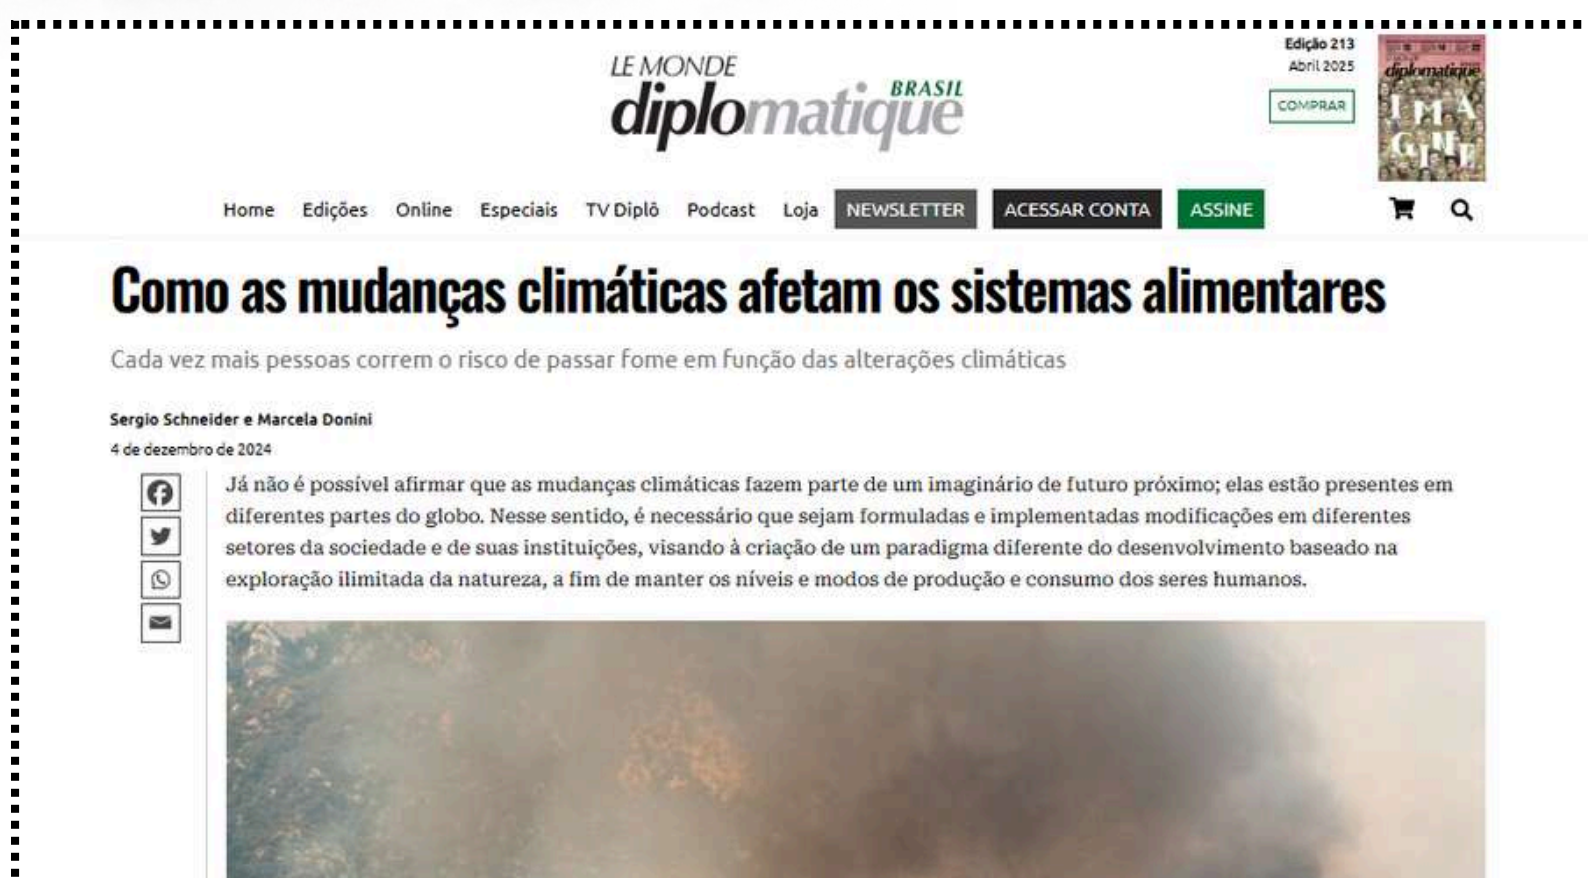 LE MONDE
diplomatique
BRASIL
Edição 213
Abril 2025
COMPRAR
diplomatique
IMA
GINE
Home Edições Online Especiais TV Diplô Podcast Loja NEWSLETTER ACESSAR CONTA ASSINE
Como as mudanças climáticas afetam os sistemas alimentares
Cada vez mais pessoas correm o risco de passar fome em função das alterações climáticas
Sergio Schneider e Marcela Donini
4 de dezembro de 2024
Já não é possível afirmar que as mudanças climáticas fazem parte de um imaginário de futuro próximo; elas estão presentes em
diferentes partes do globo. Nesse sentido, é necessário que sejam formuladas e implementadas modificações em diferentes
setores da sociedade e de suas instituições, visando à criação de um paradigma diferente do desenvolvimento baseado na
exploração ilimitada da natureza, a fim de manter os níveis e modos de produção e consumo dos seres humanos.